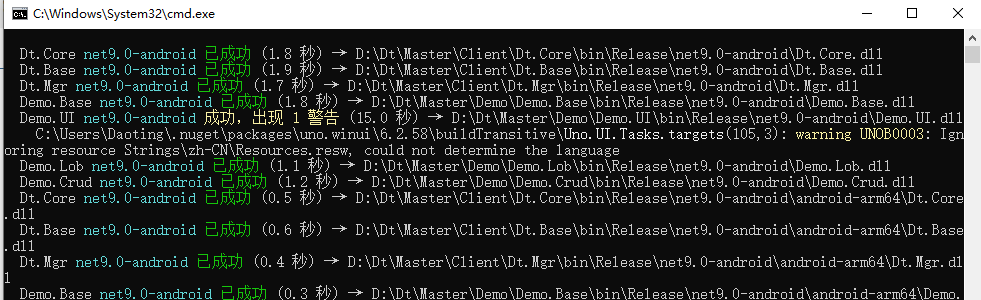 C:\Windows\System32\cmd.exe
Dt.Core net9.0-android 已成功 (1.8 秒) → D:\Dt\Master\Client\Dt.Core\bin\Release\net9.0-android\Dt.Core.dll
Dt.Base net9.0-android 已成功 (1.9 秒) → D:\Dt\Master\Client\Dt.Base\bin\Release\net9.0-android\Dt.Base.dll
Dt.Mgr net9.0-android 已成功 (1.7 秒) → D:\Dt\Master\Client\Dt.Mgr\bin\Release\net9.0-android\Dt.Mgr.dll
Demo.Base net9.0-android 已成功 (1.8 秒) → D:\Dt\Master\Demo\Demo.Base\bin\Release\net9.0-android\Demo.Base.dll
Demo.UI net9.0-android 成功，出现 1 警告 (15.0 秒) → D:\Dt\Master\Demo\Demo.UI\bin\Release\net9.0-android\Demo.UI.dll
C:\Users\Daoting\.nuget\packages\uno.winui\6.2.58\buildTransitive\Uno.UI.Tasks.targets(105,3): warning UNOB0003: Ign
oring resource Strings\zh-CN\Resources.resw, could not determine the language
Demo.Lob net9.0-android 已成功 (1.1 秒) → D:\Dt\Master\Demo\Demo.Lob\bin\Release\net9.0-android\Demo.Lob.dll
Demo.Crud net9.0-android 已成功 (1.2 秒) → D:\Dt\Master\Demo\Demo.Crud\bin\Release\net9.0-android\Demo.Crud.dll
Dt.Core net9.0-android 已成功 (0.5 秒) → D:\Dt\Master\Client\Dt.Core\bin\Release\net9.0-android\android-arm64\Dt.Core
.dll
Dt.Base net9.0-android 已成功 (0.6 秒) → D:\Dt\Master\Client\Dt.Base\bin\Release\net9.0-android\android-arm64\Dt.Base
.dll
Dt.Mgr net9.0-android 已成功 (0.4 秒) → D:\Dt\Master\Client\Dt.Mgr\bin\Release\net9.0-android\android-arm64\Dt.Mgr.dl
l
Demo.Base net9.0-android 已成功 (0.3 秒) → D:\Dt\Master\Demo\Demo.Base\bin\Release\net9.0-android\android-arm64\Demo.